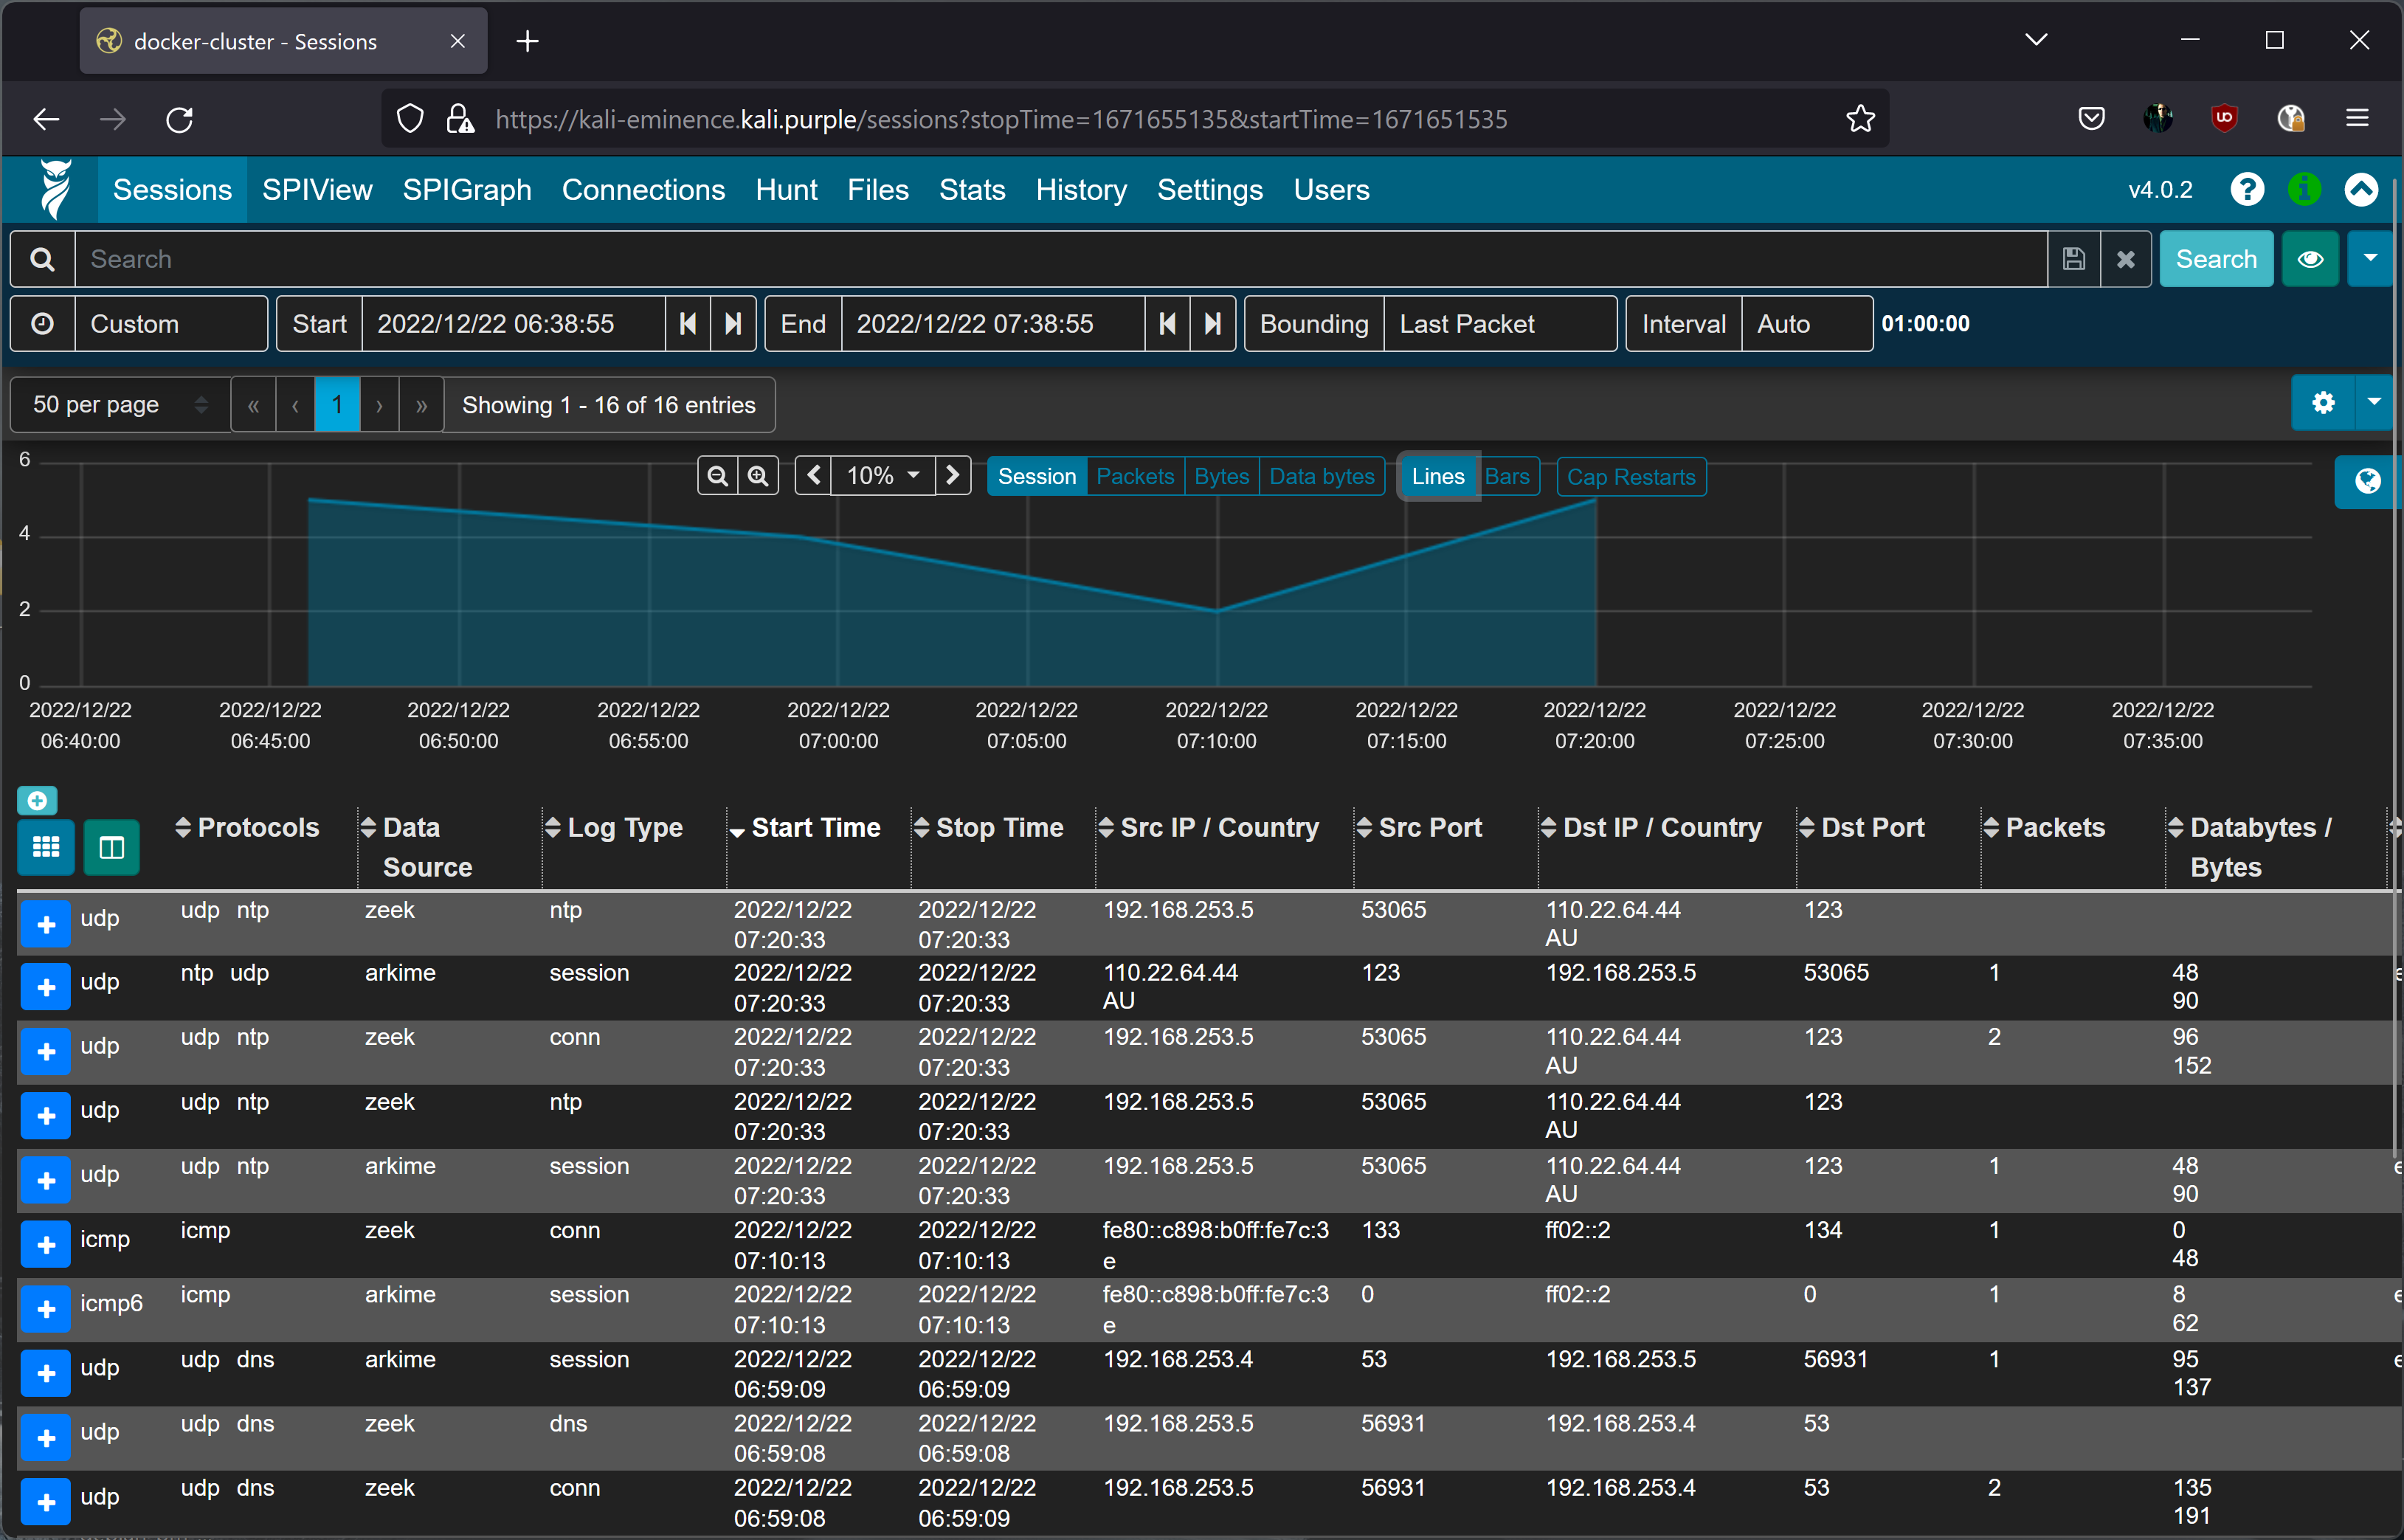 docker-cluster - Sessions
https://kali-eminence.kali.purple/sessions?stopTime=1671655135&startTime=1671651535
Sessions SPIView SPIGraph Connections Hunt Files Stats History Settings Users v4.0.2
Search Search
Custom Start 2022/12/22 06:38:55 End 2022/12/22 07:38:55 Bounding Last Packet Interval Auto 01:00:00
50 per page « ‹ 1 › » Showing 1 - 16 of 16 entries
10% Session Packets Bytes Data bytes Lines Bars Cap Restarts
6
4
2
0
2022/12/22 2022/12/22 2022/12/22 2022/12/22 2022/12/22 2022/12/22 2022/12/22 2022/12/22 2022/12/22 2022/12/22 2022/12/22 2022/12/22
06:40:00 06:45:00 06:50:00 06:55:00 07:00:00 07:05:00 07:10:00 07:15:00 07:20:00 07:25:00 07:30:00 07:35:00
Protocols Data Log Type Start Time Stop Time Src IP / Country Src Port Dst IP / Country Dst Port Packets Databytes /
Source Bytes
udp udp ntp zeek ntp 2022/12/22 2022/12/22 192.168.253.5 53065 110.22.64.44 123
07:20:33 07:20:33 AU
udp ntp udp arkime session 2022/12/22 2022/12/22 110.22.64.44 123 192.168.253.5 53065 1 48
07:20:33 07:20:33 AU 90
udp udp ntp zeek conn 2022/12/22 2022/12/22 192.168.253.5 53065 110.22.64.44 123 2 96
07:20:33 07:20:33 AU 152
udp udp ntp zeek ntp 2022/12/22 2022/12/22 192.168.253.5 53065 110.22.64.44 123
07:20:33 07:20:33 AU
udp udp ntp arkime session 2022/12/22 2022/12/22 192.168.253.5 53065 110.22.64.44 123 1 48
07:20:33 07:20:33 AU 90
icmp icmp zeek conn 2022/12/22 2022/12/22 fe80::c898:b0ff:fe7c:3 133 ff02::2 134 1 0
07:10:13 07:10:13 e 48
icmp6 icmp arkime session 2022/12/22 2022/12/22 fe80::c898:b0ff:fe7c:3 0 ff02::2 0 1 8
07:10:13 07:10:13 e 62
udp udp dns arkime session 2022/12/22 2022/12/22 192.168.253.4 53 192.168.253.5 56931 1 95
06:59:09 06:59:09 137
udp udp dns zeek dns 2022/12/22 2022/12/22 192.168.253.5 56931 192.168.253.4 53
06:59:08 06:59:08
udp udp dns zeek conn 2022/12/22 2022/12/22 192.168.253.5 56931 192.168.253.4 53 2 135
06:59:08 06:59:09 191